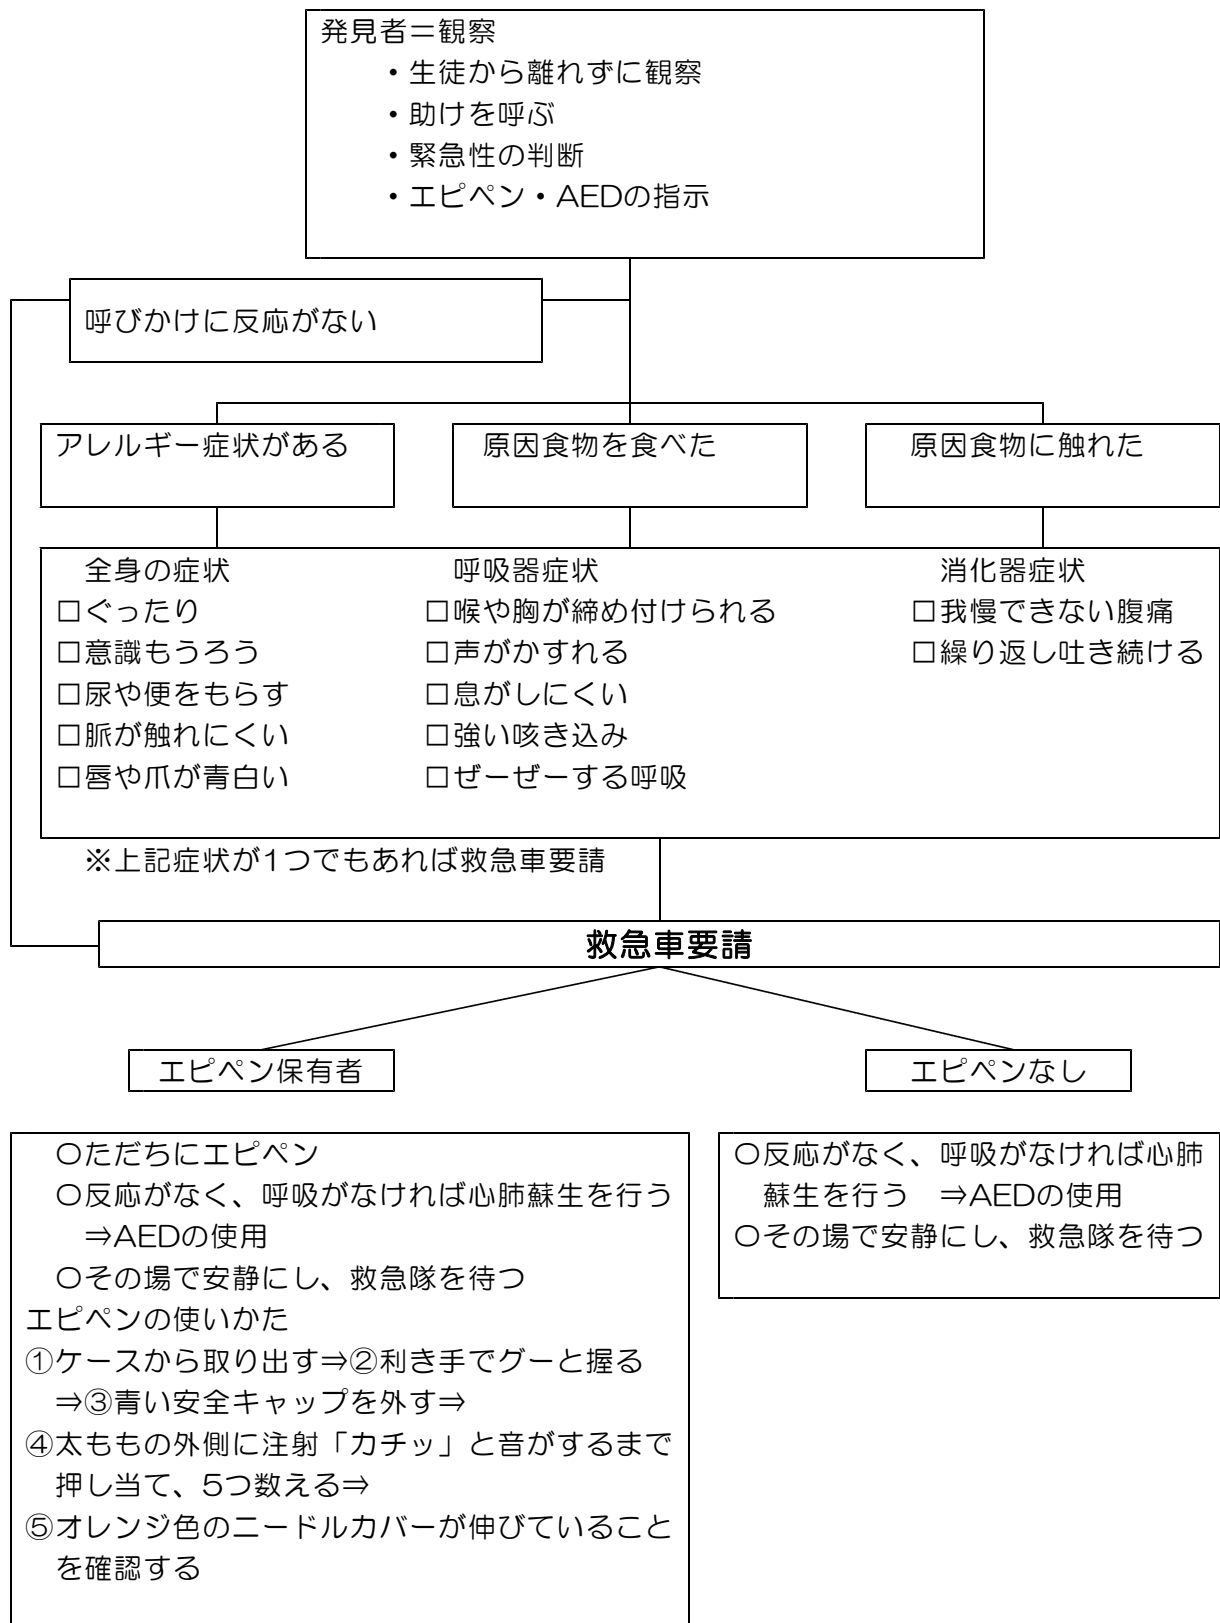 発見者＝観察
・生徒から離れずに観察
・助けを呼ぶ
・緊急性の判断
・エピペン・AEDの指示
呼びかけに反応がない
アレルギー症状がある
原因食物を食べた
原因食物に触れた
全身の症状
□ぐったり
□意識もうろう
□尿や便をもらす
□脈が触れにくい
□唇や爪が青白い
呼吸器症状
□喉や胸が締め付けられる
□声がかすれる
□息がしにくい
□強い咳き込み
□ぜーぜーする呼吸
消化器症状
□我慢できない腹痛
□繰り返し吐き続ける
※上記症状が1つでもあれば救急車要請
救急車要請
エピペン保有者
〇ただちにエピペン
〇反応がなく、呼吸がなければ心肺蘇生を行う
⇒AEDの使用
〇その場で安静にし、救急隊を待つ
エピペンの使いかた
①ケースから取り出す⇒②利き手でグーと握る
⇒③青い安全キャップを外す⇒
④太ももの外側に注射「カチッ」と音がするまで
押し当て、5つ数える⇒
⑤オレンジ色のニードルカバーが伸びていること
を確認する
エピペンなし
〇反応がなく、呼吸がなければ心肺
蘇生を行う　⇒AEDの使用
〇その場で安静にし、救急隊を待つ